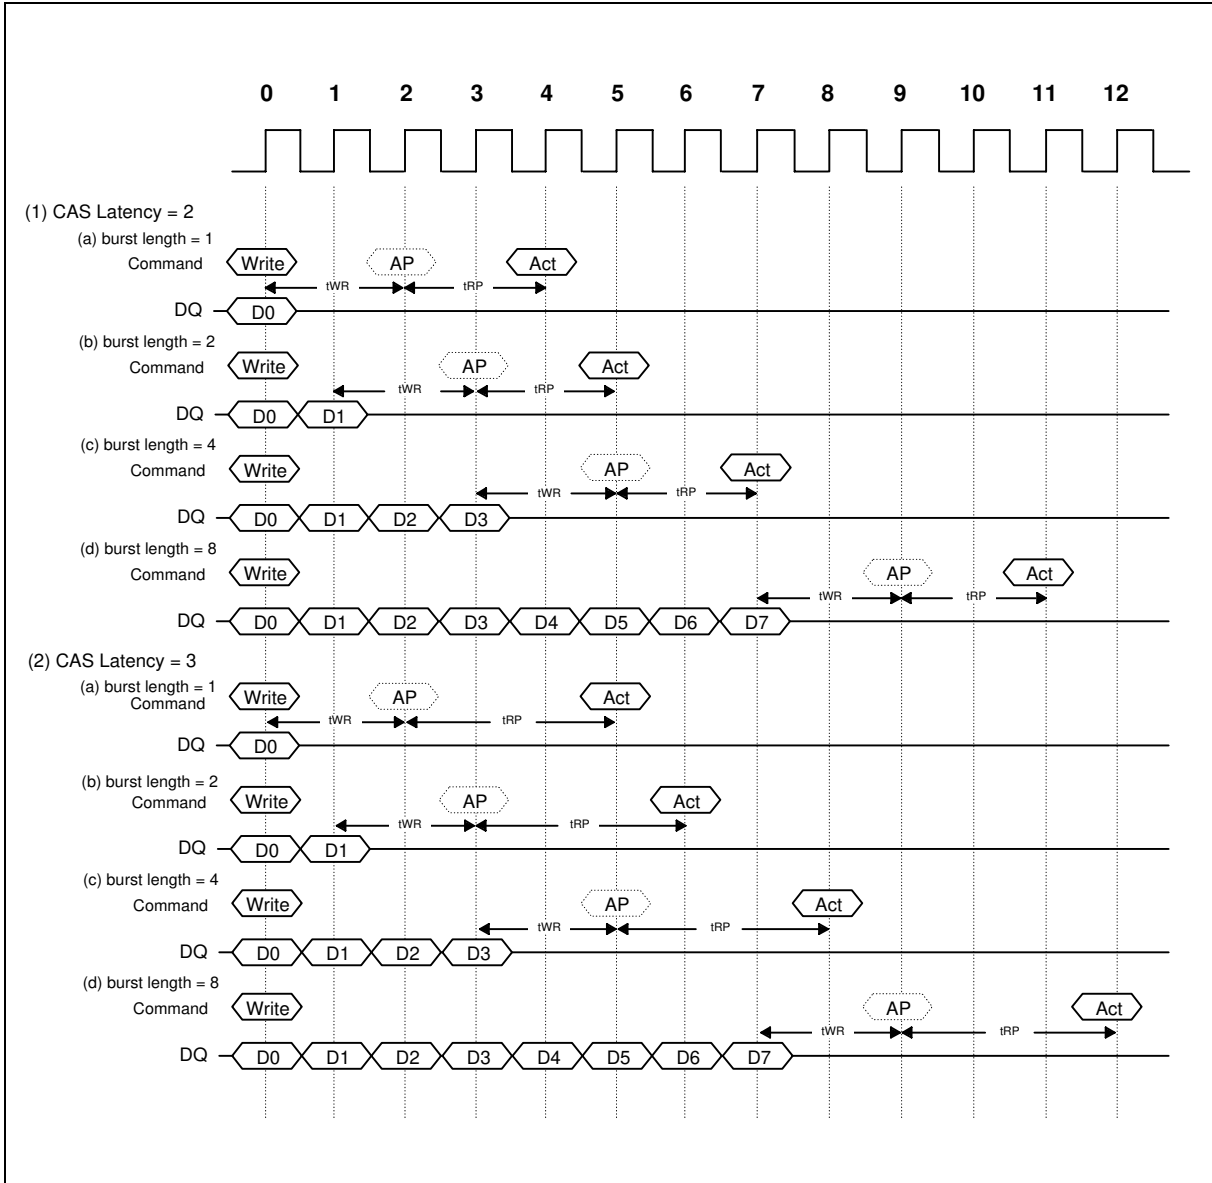 0 1 2 3 4 5 6 7 8 9 10 11 12
(1) CAS Latency = 2
(a) burst length = 1
Command Write AP Act
tWR tRP
DQ D0
(b) burst length = 2
Command Write AP Act
tWR tRP
DQ D0 D1
(c) burst length = 4
Command Write AP Act
tWR tRP
DQ D0 D1 D2 D3
(d) burst length = 8
Command Write AP Act
tWR tRP
DQ D0 D1 D2 D3 D4 D5 D6 D7
(2) CAS Latency = 3
(a) burst length = 1
Command Write AP Act
tWR tRP
DQ D0
(b) burst length = 2
Command Write AP Act
tWR tRP
DQ D0 D1
(c) burst length = 4
Command Write AP Act
tWR tRP
DQ D0 D1 D2 D3
(d) burst length = 8
Command Write AP Act
tWR tRP
DQ D0 D1 D2 D3 D4 D5 D6 D7